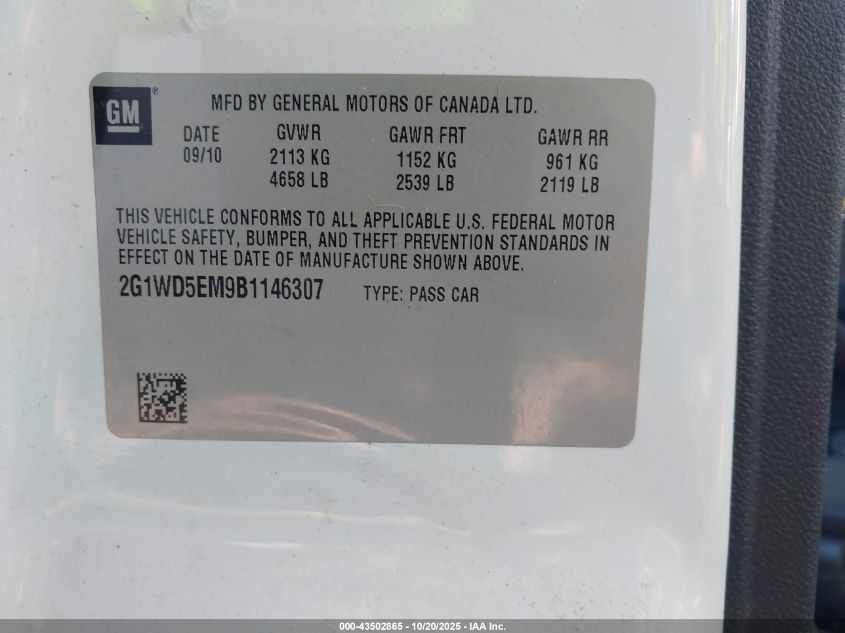 GM®
MFD BY GENERAL MOTORS OF CANADA LTD.
DATE GVWR GAWR FRT GAWR RR
09/10 2113 KG 1152 KG 961 KG
4658 LB 2539 LB 2119 LB
THIS VEHICLE CONFORMS TO ALL APPLICABLE U.S. FEDERAL MOTOR
VEHICLE SAFETY, BUMPER, AND THEFT PREVENTION STANDARDS IN
EFFECT ON THE DATE OF MANUFACTURE SHOWN ABOVE.
2G1WD5EM9B1146307 TYPE: PASS CAR
000-43502865 - 10/20/2025 - IAA Inc.